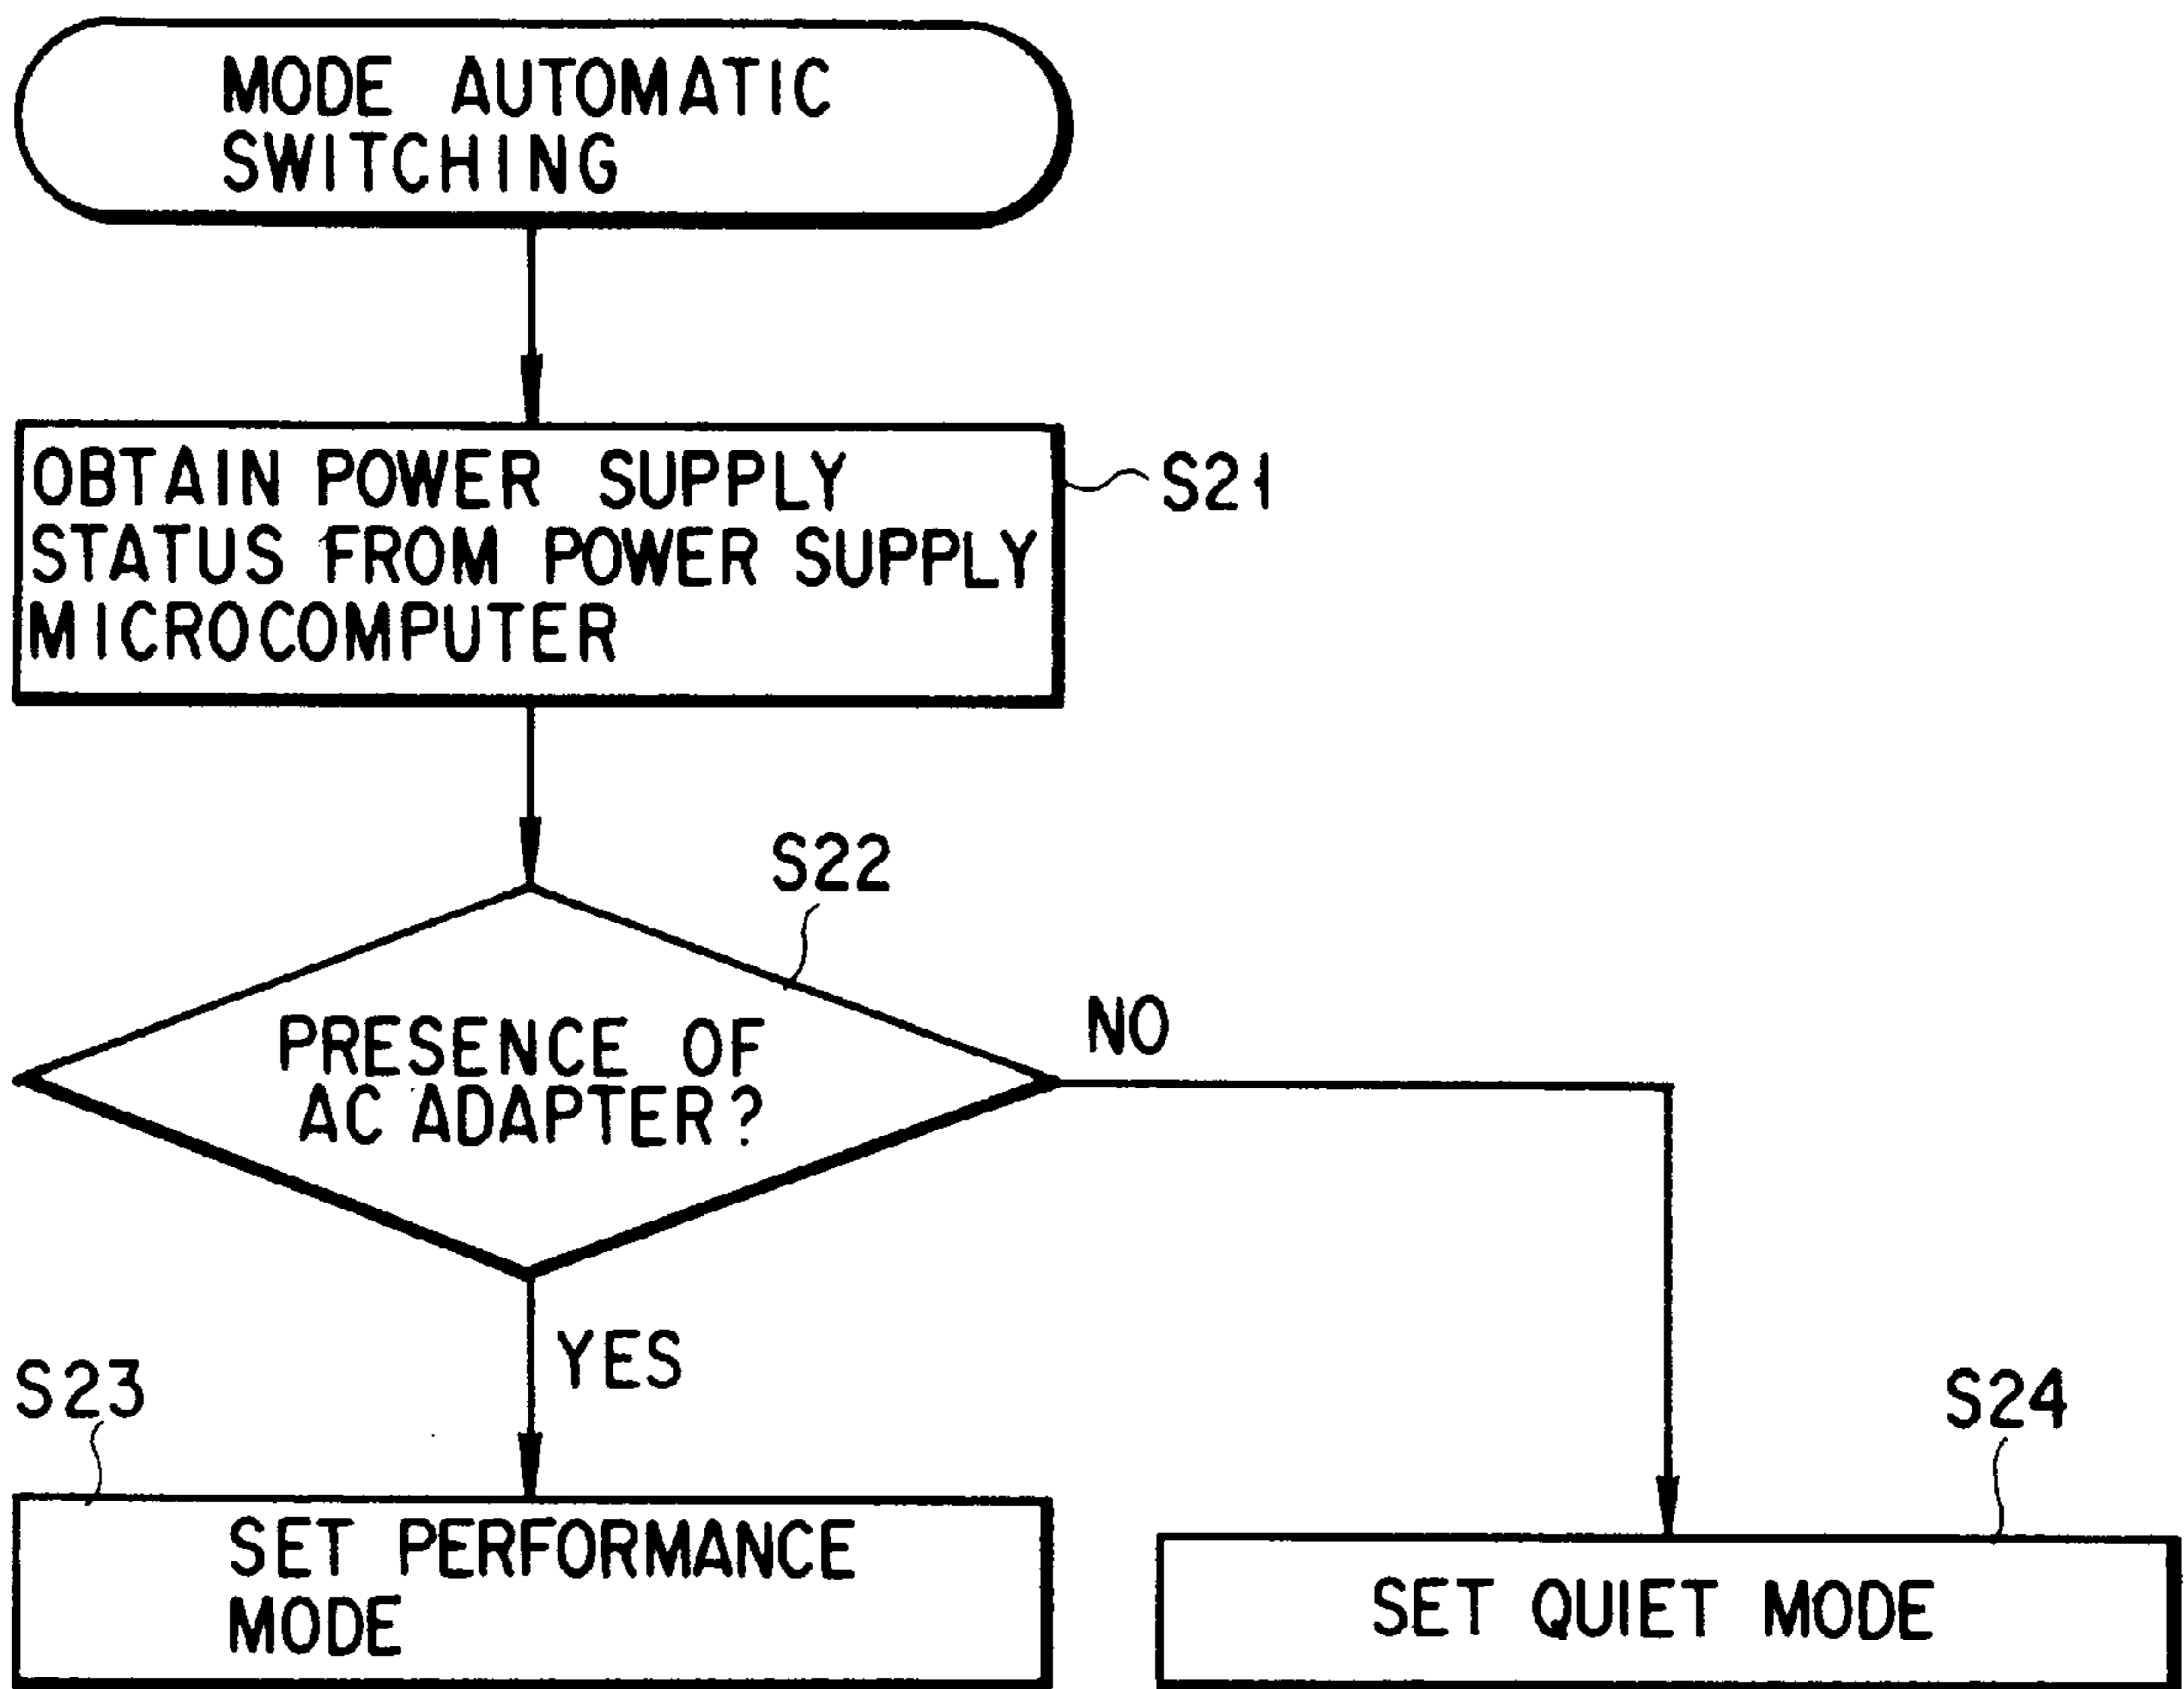 MODE AUTOMATIC
SWITCHING
OBTAIN POWER SUPPLY
STATUS FROM POWER SUPPLY
MICROCOMPUTER
S21
S22
PRESENCE OF
AC ADAPTER?
NO
YES
S23
SET PERFORMANCE
MODE
S24
SET QUIET MODE